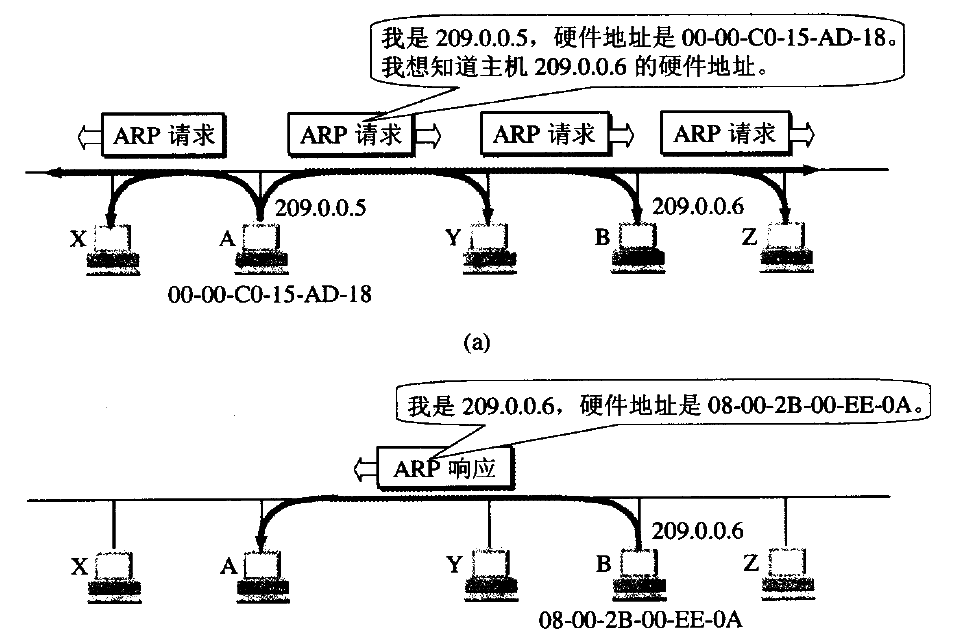 我是 209.0.0.5，硬件地址是 00-00-C0-15-AD-18。
我想知道主机 209.0.0.6 的硬件地址。
ARP 请求 ARP 请求 ARP 请求 ARP 请求
209.0.0.5 209.0.0.6
X A Y B Z
00-00-C0-15-AD-18
(a)
我是 209.0.0.6，硬件地址是 08-00-2B-00-EE-0A。
ARP 响应
209.0.0.6
X A Y B Z
08-00-2B-00-EE-0A